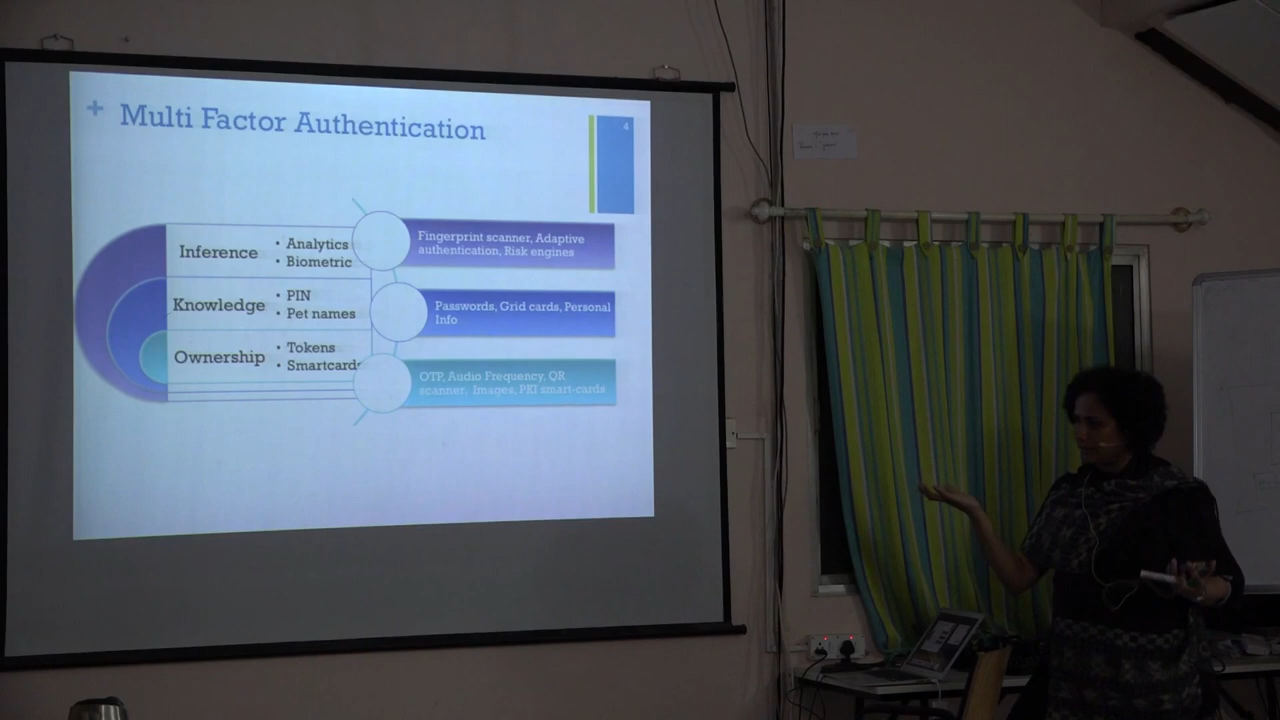 + Multi Factor Authentication
4
Inference
• Analytics
• Biometric
Fingerprint scanner, Adaptive
authentication, Risk engines
Knowledge
• PIN
• Pet names
Passwords, Grid cards, Personal
Info
Ownership
• Tokens
• Smartcards
OTP, Audio Frequency, QR
scanner, Images, PKI smart-cards